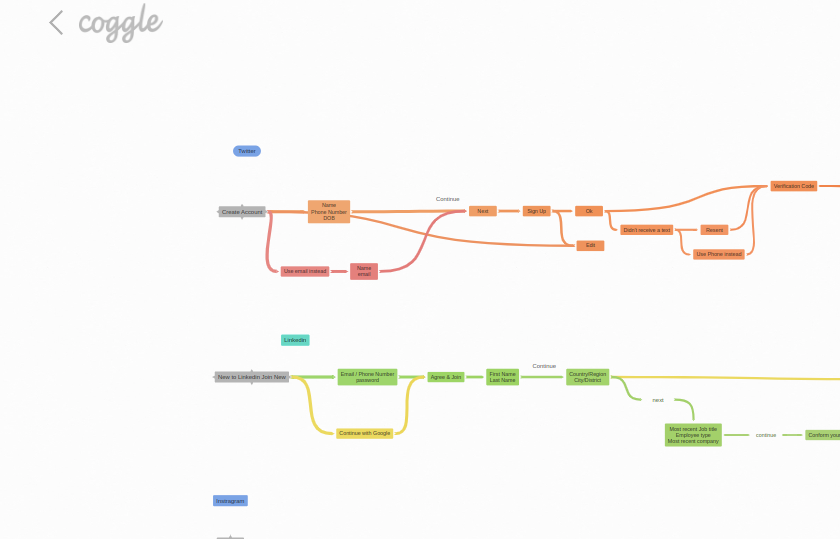 coggle
Twitter
Continue
Create Account
Name
Phone Number
DOB
Next
Sign Up
Ok
Verification Code
Didn't receive a text
Resers
Edit
Use Phone instead
Use email instead
Name
email
Linkedin
Continue
New to LinkedIn Join New
Email / Phone Number
password
Agree & Join
First Name
Last Name
Country/Region
City/District
next
Continue with Google
Most recent Job title
Employee type
Most recent company
continue
Conform your
Instragram